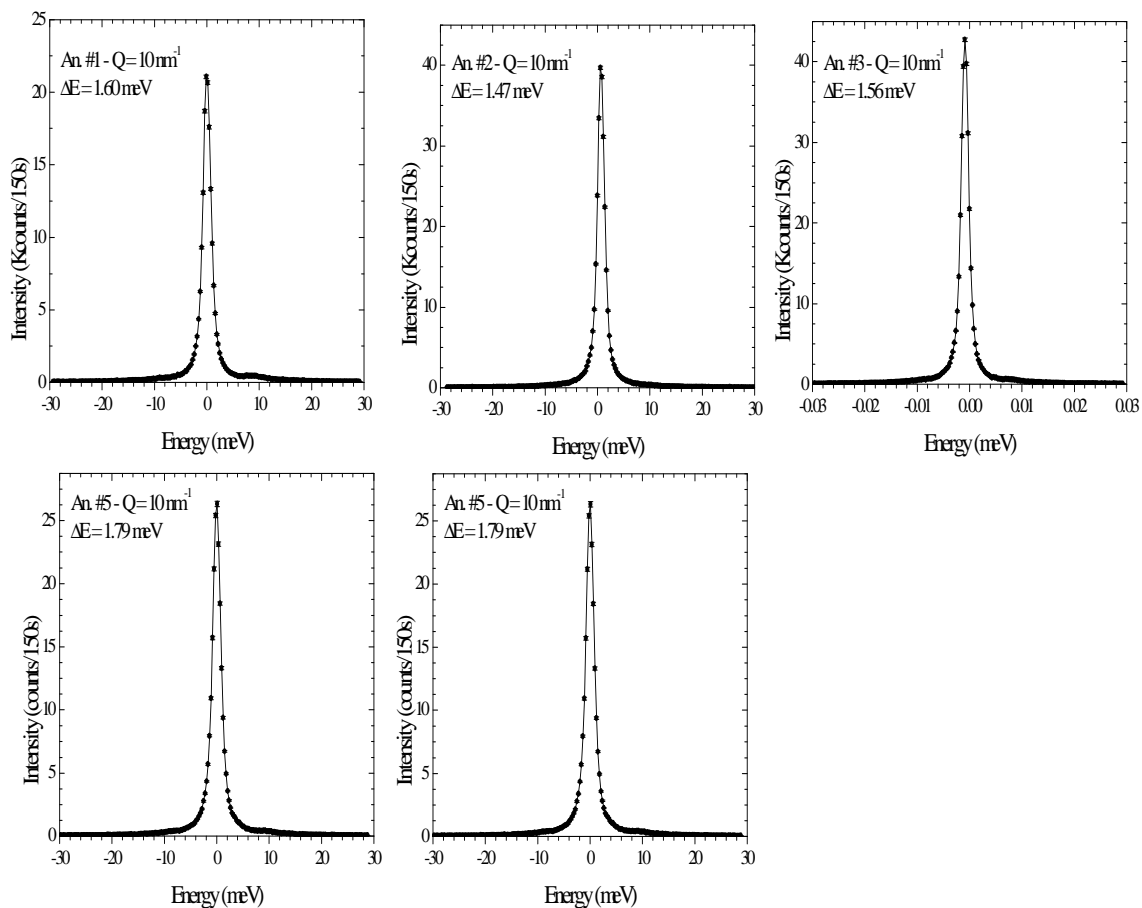 An. #1 - Q = 10 nm-1
ΔE = 1.60 meV
25
20
15
10
5
0
Intensity (Kcounts/150s)
-30 -20 -10 0 10 20 30
Energy (meV)
An. #2 - Q = 10 nm-1
ΔE = 1.47 meV
40
30
20
10
0
Intensity (Kcounts/150s)
-30 -20 -10 0 10 20 30
Energy (meV)
An. #3 - Q = 10 nm-1
ΔE = 1.56 meV
40
30
20
10
0
Intensity (Kcounts/150s)
-0.03 -0.02 -0.01 0.00 0.01 0.02 0.03
Energy (meV)
An. #5 - Q = 10 nm-1
ΔE = 1.79 meV
25
20
15
10
5
0
Intensity (counts/150s)
-30 -20 -10 0 10 20 30
Energy (meV)
An. #5 - Q = 10 nm-1
ΔE = 1.79 meV
25
20
15
10
5
0
Intensity (counts/150s)
-30 -20 -10 0 10 20 30
Energy (meV)